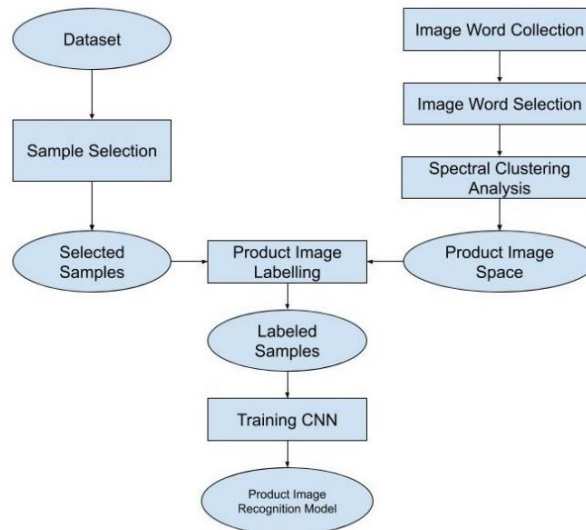 Dataset
Sample Selection
Selected
Samples
Image Word Collection
Image Word Selection
Spectral Clustering
Analysis
Product Image
Space
Product Image
Labelling
Labeled
Samples
Training CNN
Product Image
Recognition Model